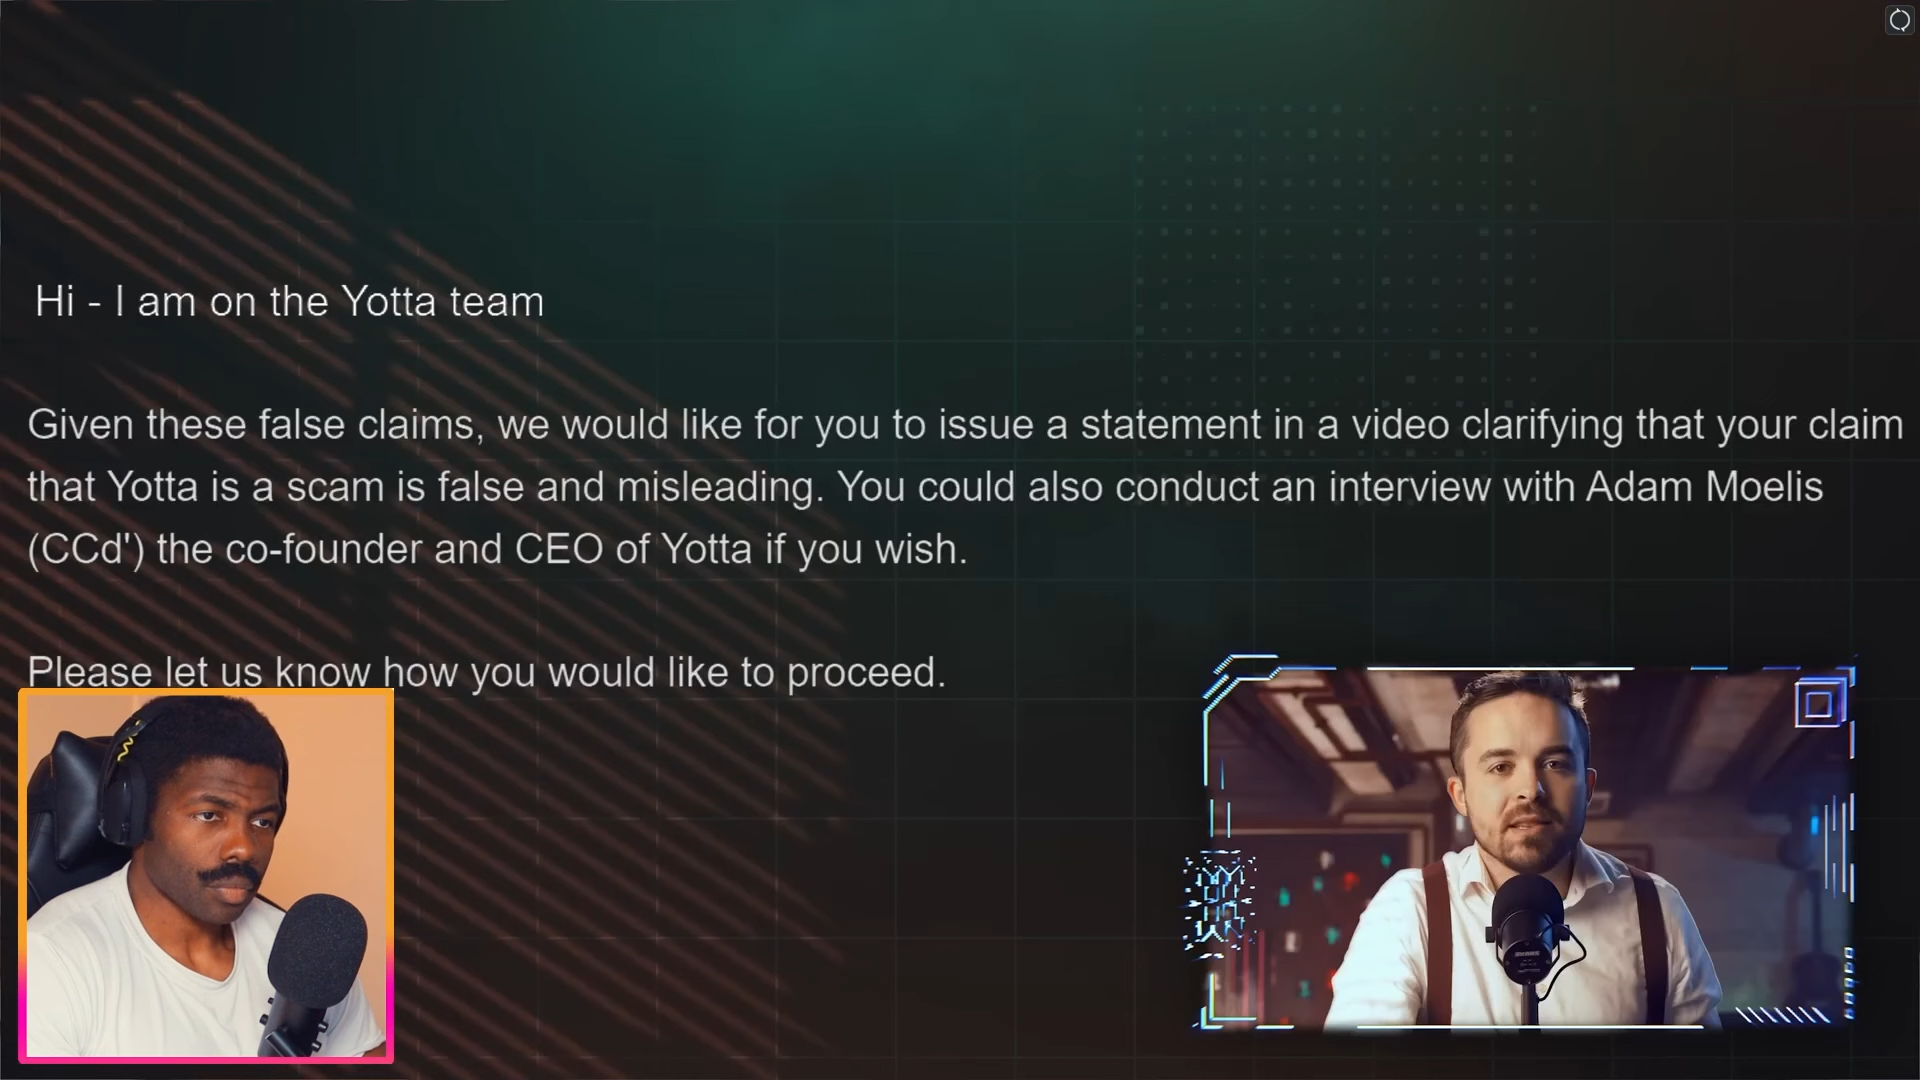 Hi - I am on the Yotta team
Given these false claims, we would like for you to issue a statement in a video clarifying that your claim
that Yotta is a scam is false and misleading. You could also conduct an interview with Adam Moelis
(CCd') the co-founder and CEO of Yotta if you wish.
Please let us know how you would like to proceed.